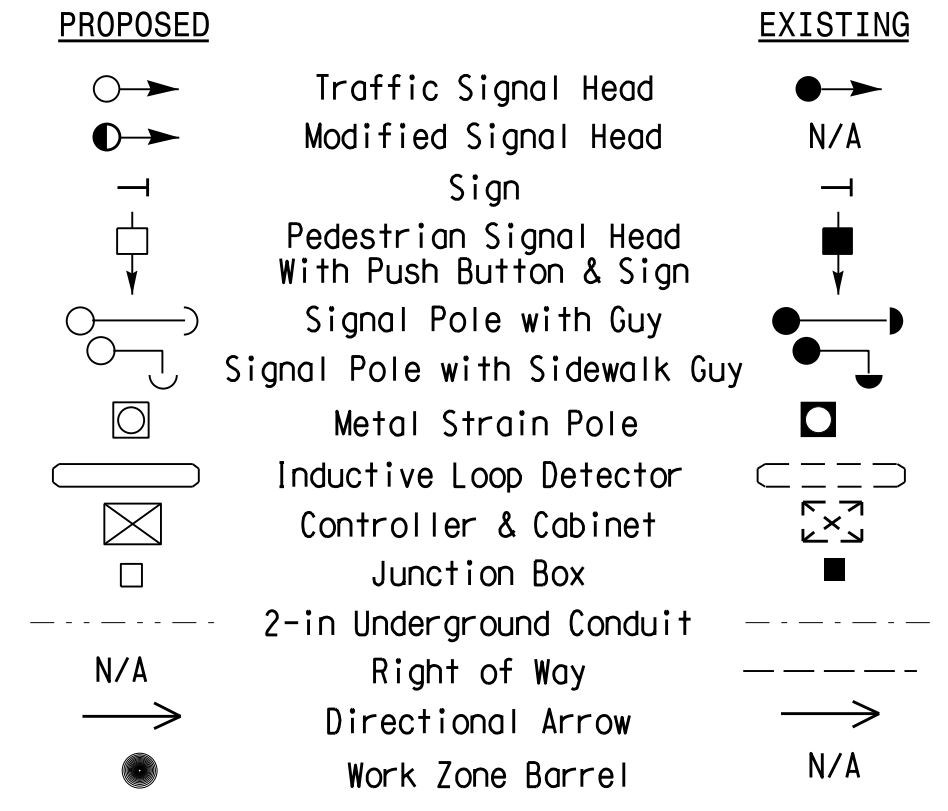 PROPOSED EXISTING
Traffic Signal Head
Modified Signal Head N/A
Sign
Pedestrian Signal Head
With Push Button & Sign
Signal Pole with Guy
Signal Pole with Sidewalk Guy
Metal Strain Pole
Inductive Loop Detector
Controller & Cabinet
Junction Box
2-in Underground Conduit
N/A Right of Way
Directional Arrow
Work Zone Barrel N/A